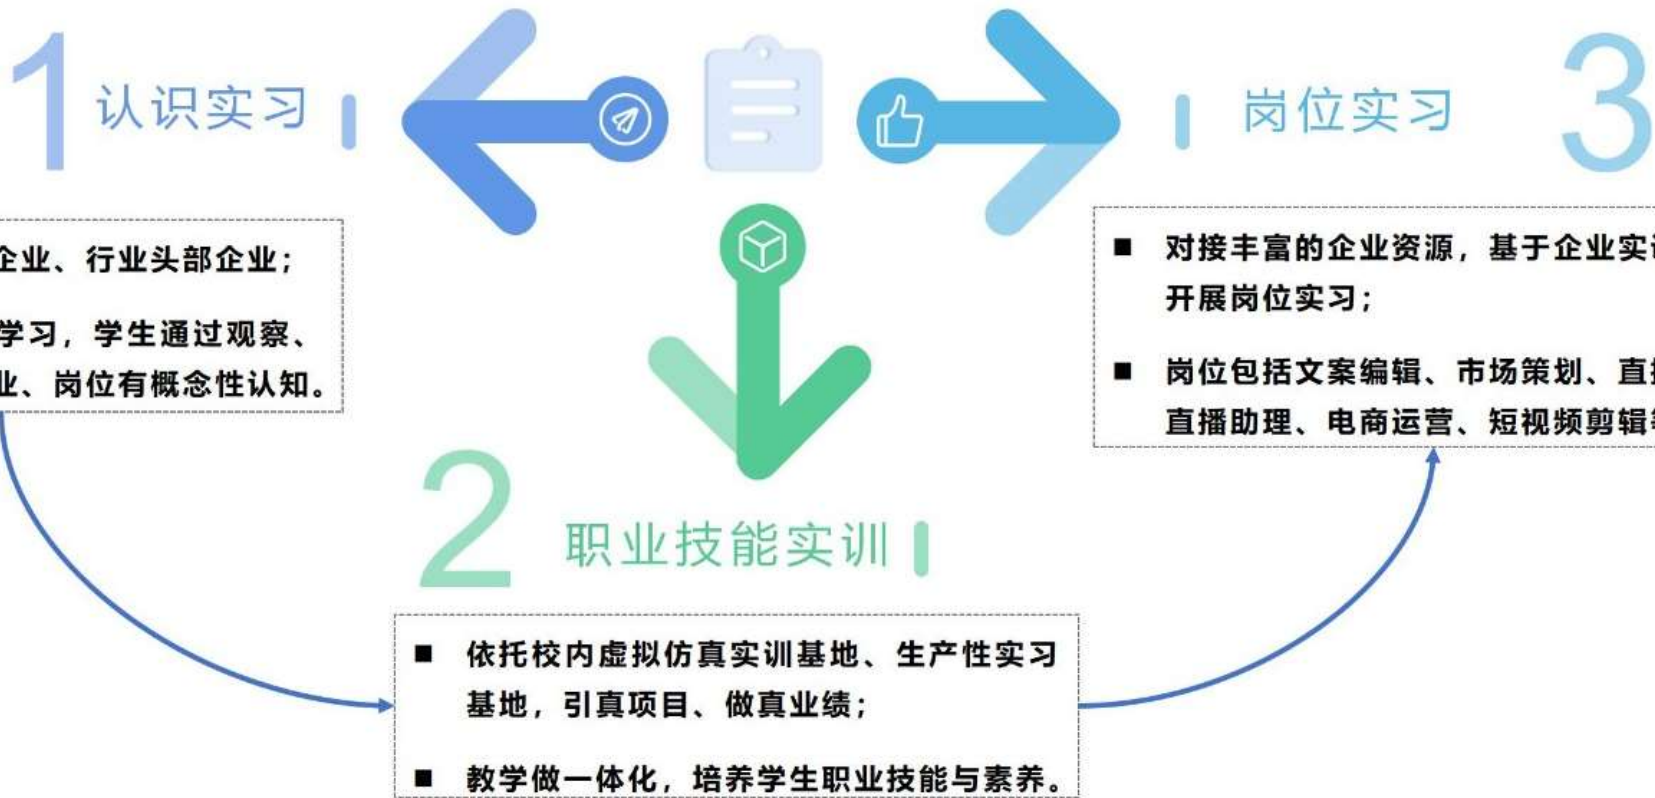 1
认识实习
企业、行业头部企业；
学习，学生通过观察、
业、岗位有概念性认知。
2
职业技能实训
■ 依托校内虚拟仿真实训基地、生产性实习
基地，引真项目、做真业绩；
■ 教学做一体化，培养学生职业技能与素养。
3
岗位实习
■ 对接丰富的企业资源，基于企业实
开展岗位实习；
■ 岗位包括文案编辑、市场策划、直
直播助理、电商运营、短视频剪辑